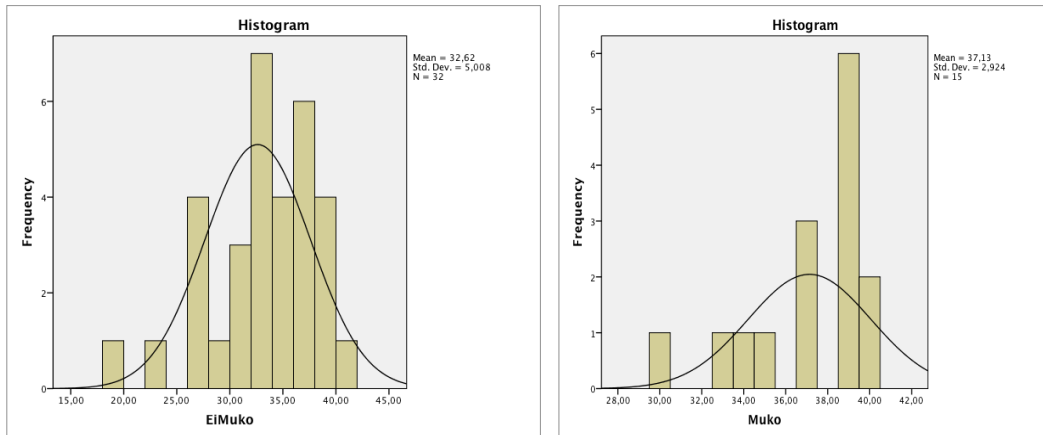 Histogram
Mean = 32,62
Std. Dev. = 5,008
N = 32
Frequency
6
4
2
0
15,00 20,00 25,00 30,00 35,00 40,00 45,00
EiMuko
Histogram
Mean = 37,13
Std. Dev. = 2,924
N = 15
Frequency
6
5
4
3
2
1
0
28,00 30,00 32,00 34,00 36,00 38,00 40,00 42,00
Muko